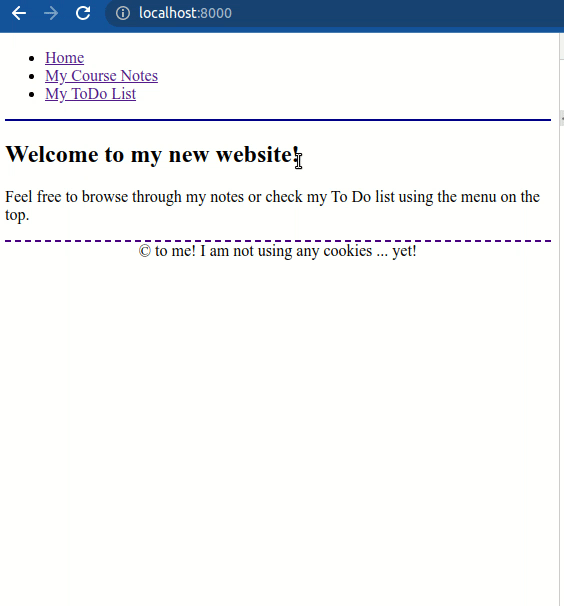 localhost:8000
Home
My Course Notes
My ToDo List
Welcome to my new website!
Feel free to browse through my notes or check my To Do list using the menu on the
top.
© to me! I am not using any cookies ... yet!